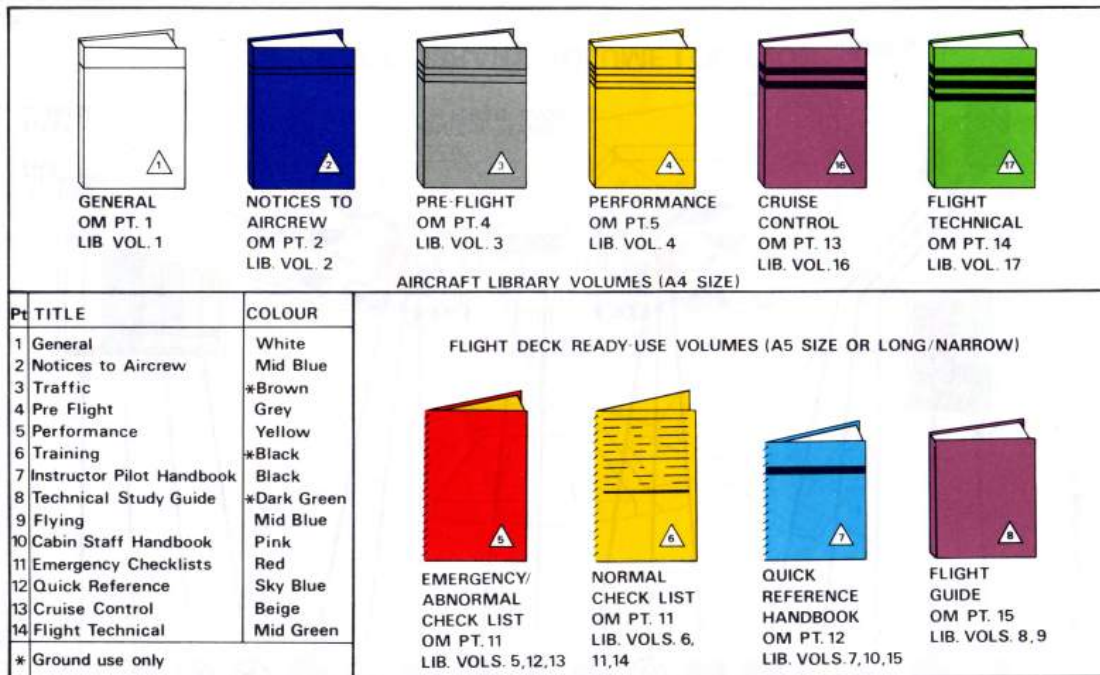 1
GENERAL
OM PT. 1
LIB VOL. 1
2
NOTICES TO
AIRCREW
OM PT. 2
LIB. VOL. 2
3
PRE-FLIGHT
OM PT.4
LIB. VOL. 3
4
PERFORMANCE
OM PT.5
LIB. VOL. 4
16
CRUISE
CONTROL
OM PT. 13
LIB. VOL. 16
17
FLIGHT
TECHNICAL
OM PT. 14
LIB. VOL. 17
AIRCRAFT LIBRARY VOLUMES (A4 SIZE)
Pt TITLE COLOUR
1 General White
2 Notices to Aircrew Mid Blue
3 Traffic *Brown
4 Pre Flight Grey
5 Performance Yellow
6 Training *Black
7 Instructor Pilot Handbook Black
8 Technical Study Guide *Dark Green
9 Flying Mid Blue
10 Cabin Staff Handbook Pink
11 Emergency Checklists Red
12 Quick Reference Sky Blue
13 Cruise Control Beige
14 Flight Technical Mid Green
* Ground use only
FLIGHT DECK READY-USE VOLUMES (A5 SIZE OR LONG/NARROW)
5
EMERGENCY/
ABNORMAL
CHECK LIST
OM PT. 11
LIB. VOLS. 5,12,13
6
NORMAL
CHECK LIST
OM PT. 11
LIB. VOLS. 6,
11,14
7
QUICK
REFERENCE
HANDBOOK
OM PT. 12
LIB. VOLS.7,10,15
8
FLIGHT
GUIDE
OM PT. 15
LIB. VOLS. 8,9